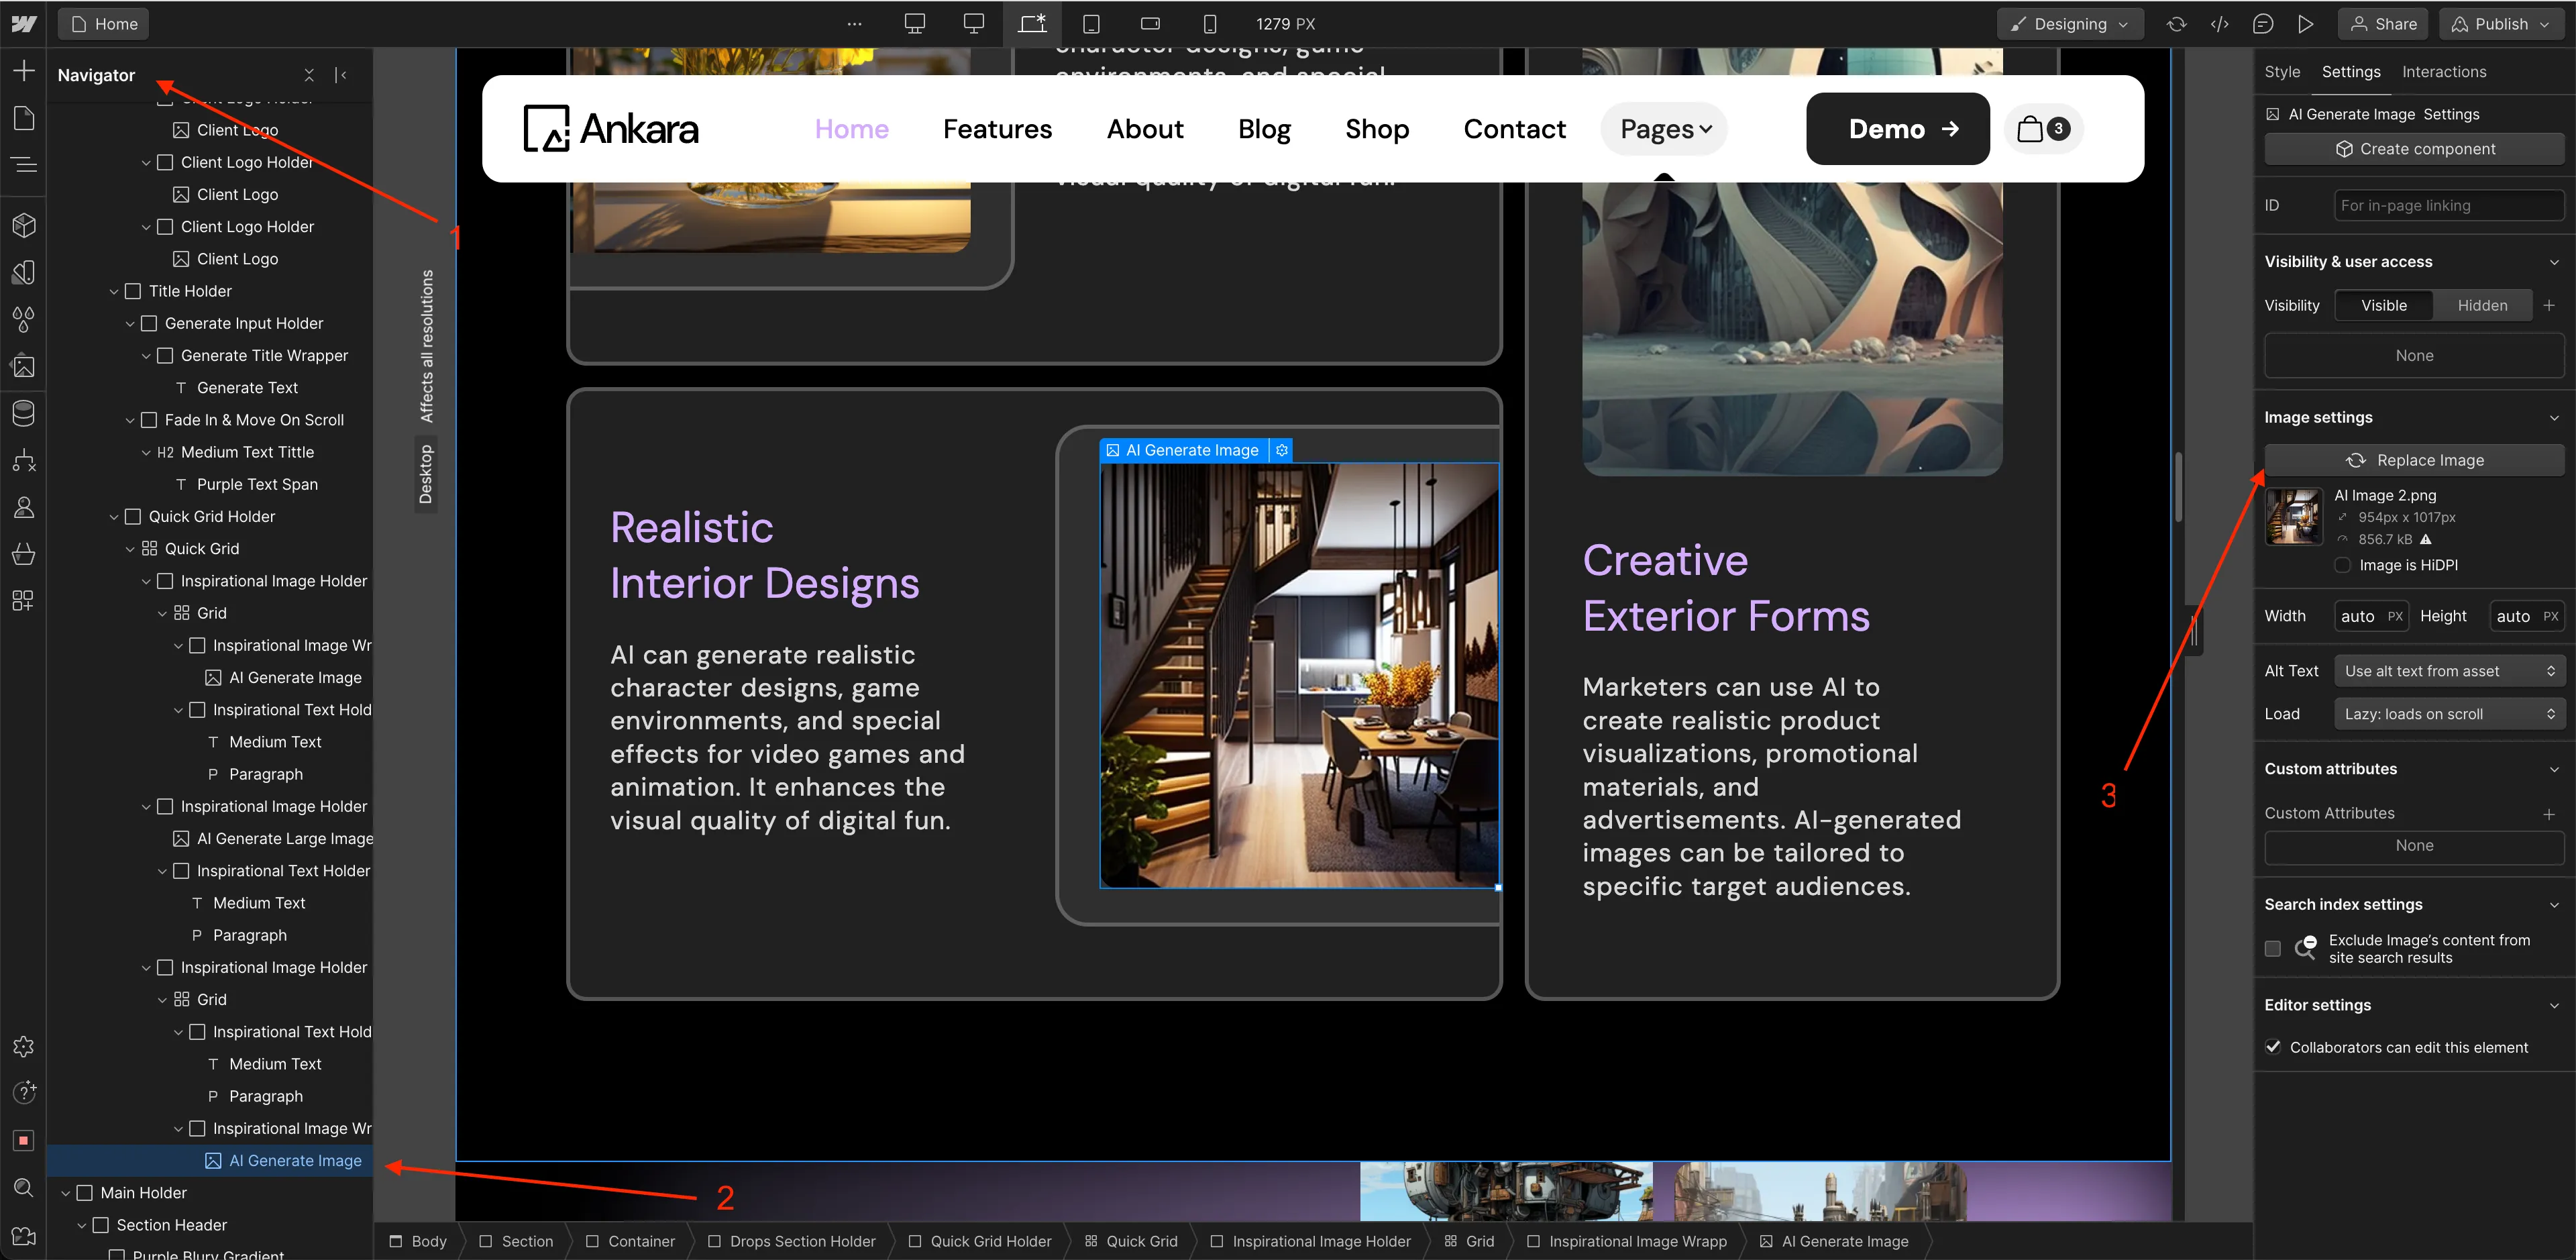 Home
1279 PX
Designing
Share
Publish
Navigator
Client Logo Holder
Client Logo
Client Logo Holder
Client Logo
Client Logo Holder
Client Logo
Title Holder
Generate Input Holder
Generate Title Wrapper
Generate Text
Fade In & Move On Scroll
H2 Medium Text Tittle
T Purple Text Span
Quick Grid Holder
Quick Grid
Inspirational Image Holder
Grid
Inspirational Image Wr
AI Generate Image
Inspirational Text Hold
T Medium Text
P Paragraph
Inspirational Image Holder
AI Generate Large Image
Inspirational Text Holder
T Medium Text
P Paragraph
Inspirational Image Holder
Grid
Inspirational Text Hold
T Medium Text
P Paragraph
Inspirational Image Wr
AI Generate Image
Main Holder
Section Header
Purple Blury Gradient
1
2
3
Affects all resolutions
Desktop
character designs, game
environments, and special
Ankara
Home
Features
About
Blog
Shop
Contact
Pages
Demo
3
visual quality of digital fun.
AI Generate Image
Realistic
Interior Designs
AI can generate realistic
character designs, game
environments, and special
effects for video games and
animation. It enhances the
visual quality of digital fun.
Creative
Exterior Forms
Marketers can use AI to
create realistic product
visualizations, promotional
materials, and
advertisements. AI-generated
images can be tailored to
specific target audiences.
Body
Section
Container
Drops Section Holder
Quick Grid Holder
Quick Grid
Inspirational Image Holder
Grid
Inspirational Image Wrapp
AI Generate Image
Style
Settings
Interactions
AI Generate Image Settings
Create component
ID
For in-page linking
Visibility & user access
Visibility
Visible
Hidden
None
Image settings
Replace Image
AI Image 2.png
954px x 1017px
856.7 kB
Image is HiDPI
Width auto PX Height auto PX
Alt Text Use alt text from asset
Load Lazy: loads on scroll
Custom attributes
Custom Attributes
None
Search index settings
Exclude Image's content from
site search results
Editor settings
Collaborators can edit this element